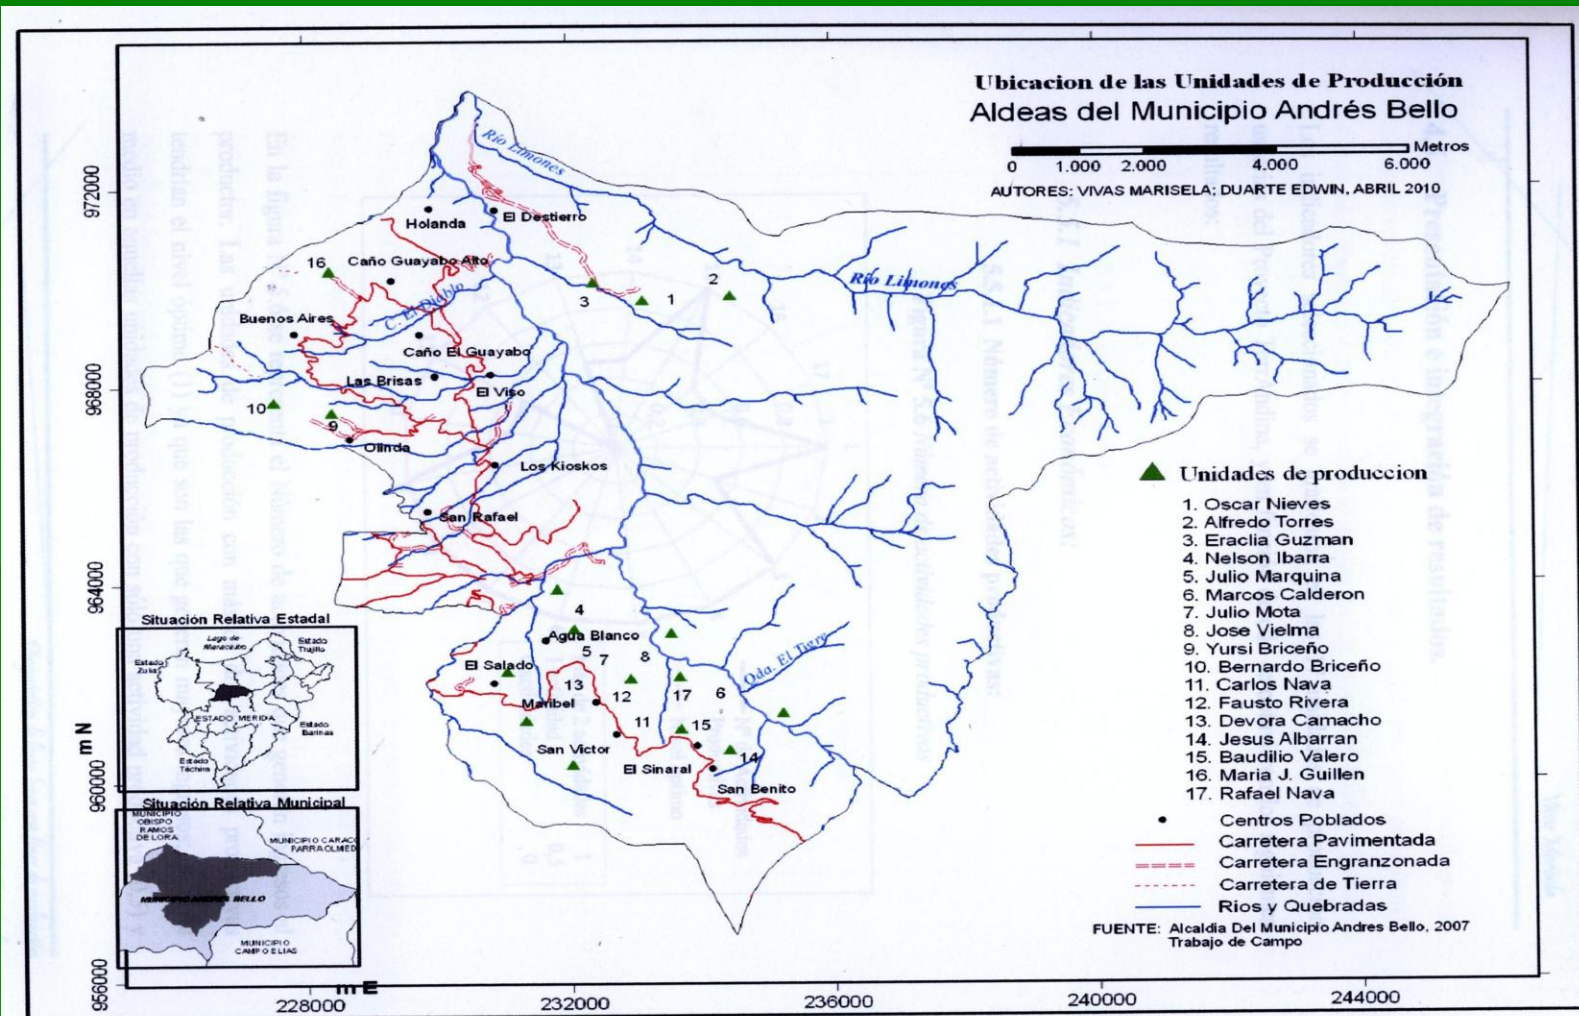 Ubicacion de las Unidades de Producción
Aldeas del Municipio Andrés Bello
Metros
0 1.000 2.000 4.000 6.000
AUTORES: VIVAS MARISELA; DUARTE EDWIN, ABRIL 2010
972000
968000
964000
960000
956000
m N
Río Limones
Holanda
El Destierro
16
Caño Guayabo Alto
C. El Diablo
3
1
2
Río Limones
Buenos Aires
Caño El Guayabo
Las Brisas
El Viso
10
9
Olinda
Los Kioskos
San Rafael
4
Agua Blanco
5
7
8
El Salado
13
12
17
6
Qda. El Tigre
Maribel
11
15
San Victor
El Sinaral
14
San Benito
Unidades de produccion
1. Oscar Nieves
2. Alfredo Torres
3. Eraclia Guzman
4. Nelson Ibarra
5. Julio Marquina
6. Marcos Calderon
7. Julio Mota
8. Jose Vielma
9. Yursi Briceño
10. Bernardo Briceño
11. Carlos Nava
12. Fausto Rivera
13. Devora Camacho
14. Jesus Albarran
15. Baudilio Valero
16. Maria J. Guillen
17. Rafael Nava
Centros Poblados
Carretera Pavimentada
Carretera Engranzonada
Carretera de Tierra
Rios y Quebradas
FUENTE: Alcaldia Del Municipio Andres Bello, 2007
Trabajo de Campo
Situación Relativa Estadal
Lago de
Maracaibo
Estado
Trujillo
Estado
Zulia
ESTADO MERIDA
Estado
Barinas
Estado
Táchira
Situación Relativa Municipal
MUNICIPIO
OBISPO
RAMOS
DE LORA
MUNICIPIO CARACC
PARRA OLMED
MUNICIPIO ANDRES BELLO
MUNICIPIO
CAMPO ELIAS
m E
228000
232000
236000
240000
244000